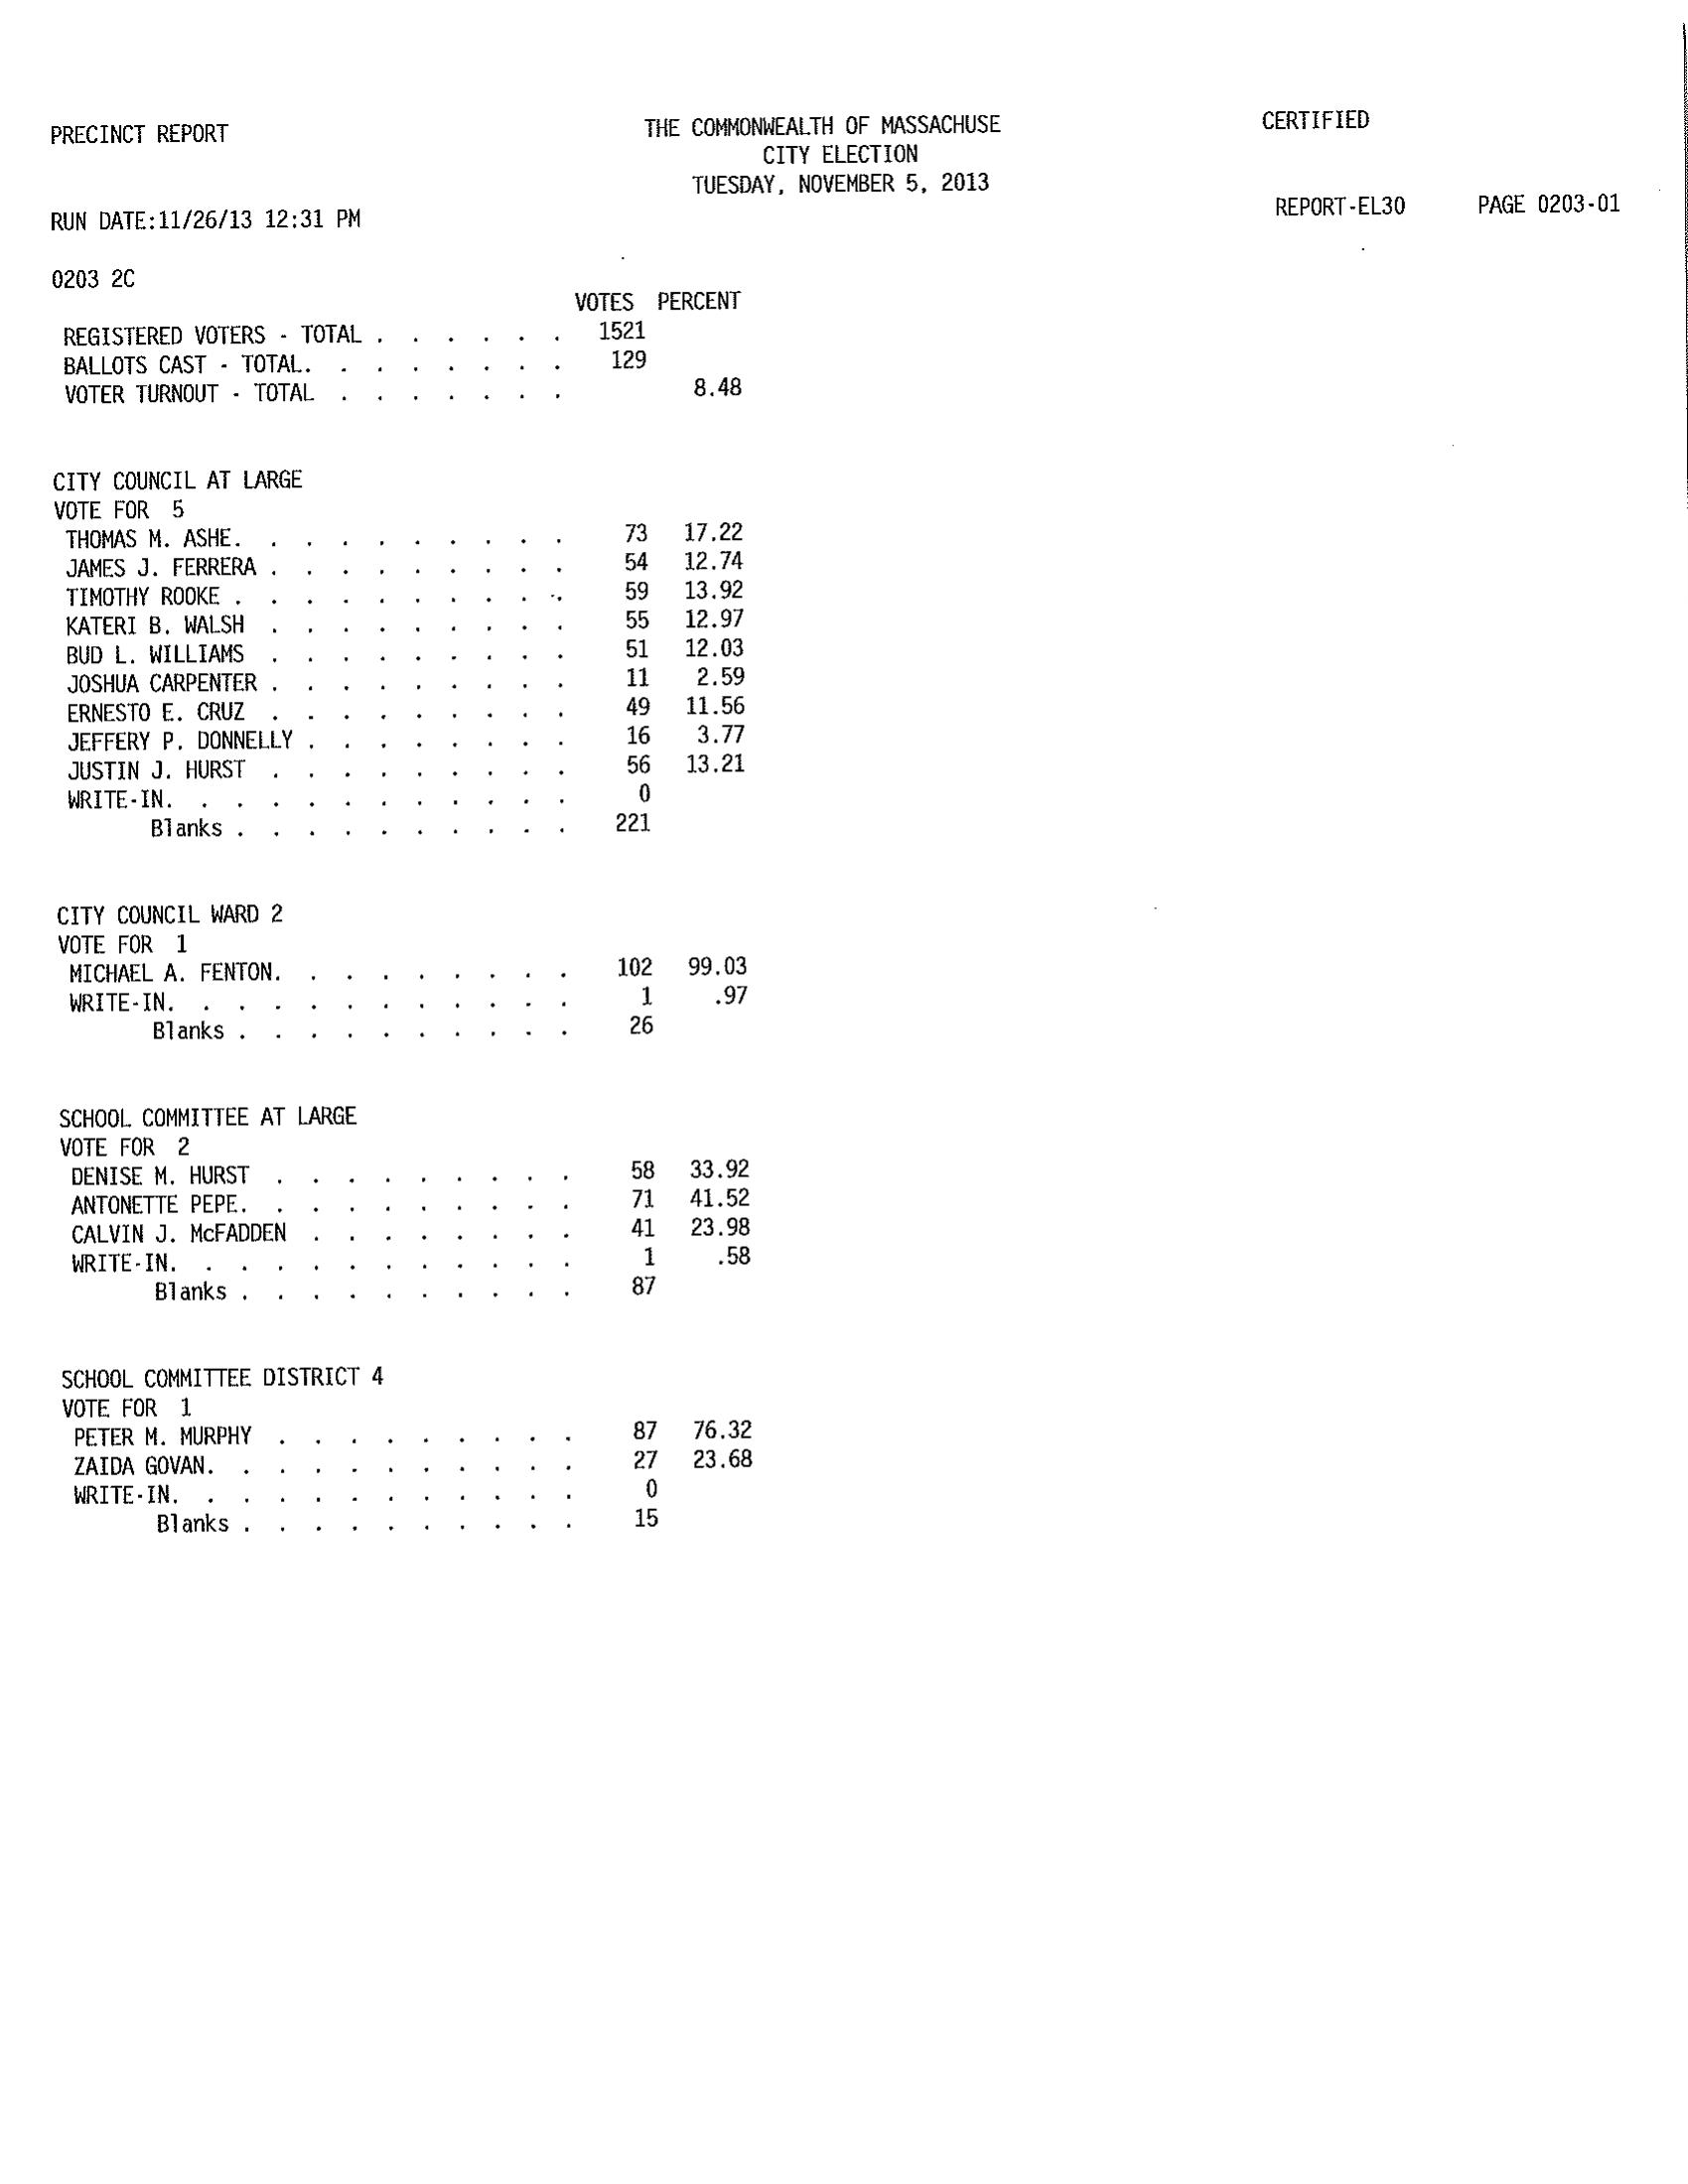 PRECINCT REPORT
THE COMMONWEALTH OF MASSACHUSE
CERTIFIED
CITY ELECTION
TUESDAY, NOVEMBER 5, 2013
RUN DATE:11/26/13 12:31 PM
REPORT-EL30 PAGE 0203-01
0203 2C
VOTES PERCENT
REGISTERED VOTERS - TOTAL . . . . . . 1521
BALLOTS CAST - TOTAL. . . . . . . . 129
VOTER TURNOUT - TOTAL . . . . . . . 8.48
CITY COUNCIL AT LARGE
VOTE FOR 5
THOMAS M. ASHE. . . . . . . . . . 73 17.22
JAMES J. FERRERA . . . . . . . . . 54 12.74
TIMOTHY ROOKE . . . . . . . . . . 59 13.92
KATERI B. WALSH . . . . . . . . . 55 12.97
BUD L. WILLIAMS . . . . . . . . . 51 12.03
JOSHUA CARPENTER . . . . . . . . . 11 2.59
ERNESTO E. CRUZ . . . . . . . . . 49 11.56
JEFFERY P. DONNELLY . . . . . . . . 16 3.77
JUSTIN J. HURST . . . . . . . . . 56 13.21
WRITE-IN. . . . . . . . . . . . 0
Blanks . . . . . . . . . . 221
CITY COUNCIL WARD 2
VOTE FOR 1
MICHAEL A. FENTON. . . . . . . . . 102 99.03
WRITE-IN. . . . . . . . . . . . 1 .97
Blanks . . . . . . . . . . 26
SCHOOL COMMITTEE AT LARGE
VOTE FOR 2
DENISE M. HURST . . . . . . . . . 58 33.92
ANTONETTE PEPE. . . . . . . . . . 71 41.52
CALVIN J. McFADDEN . . . . . . . . 41 23.98
WRITE-IN. . . . . . . . . . . . 1 .58
Blanks . . . . . . . . . . 87
SCHOOL COMMITTEE DISTRICT 4
VOTE FOR 1
PETER M. MURPHY . . . . . . . . . 87 76.32
ZAIDA GOVAN. . . . . . . . . . . 27 23.68
WRITE-IN. . . . . . . . . . . . 0
Blanks . . . . . . . . . . 15